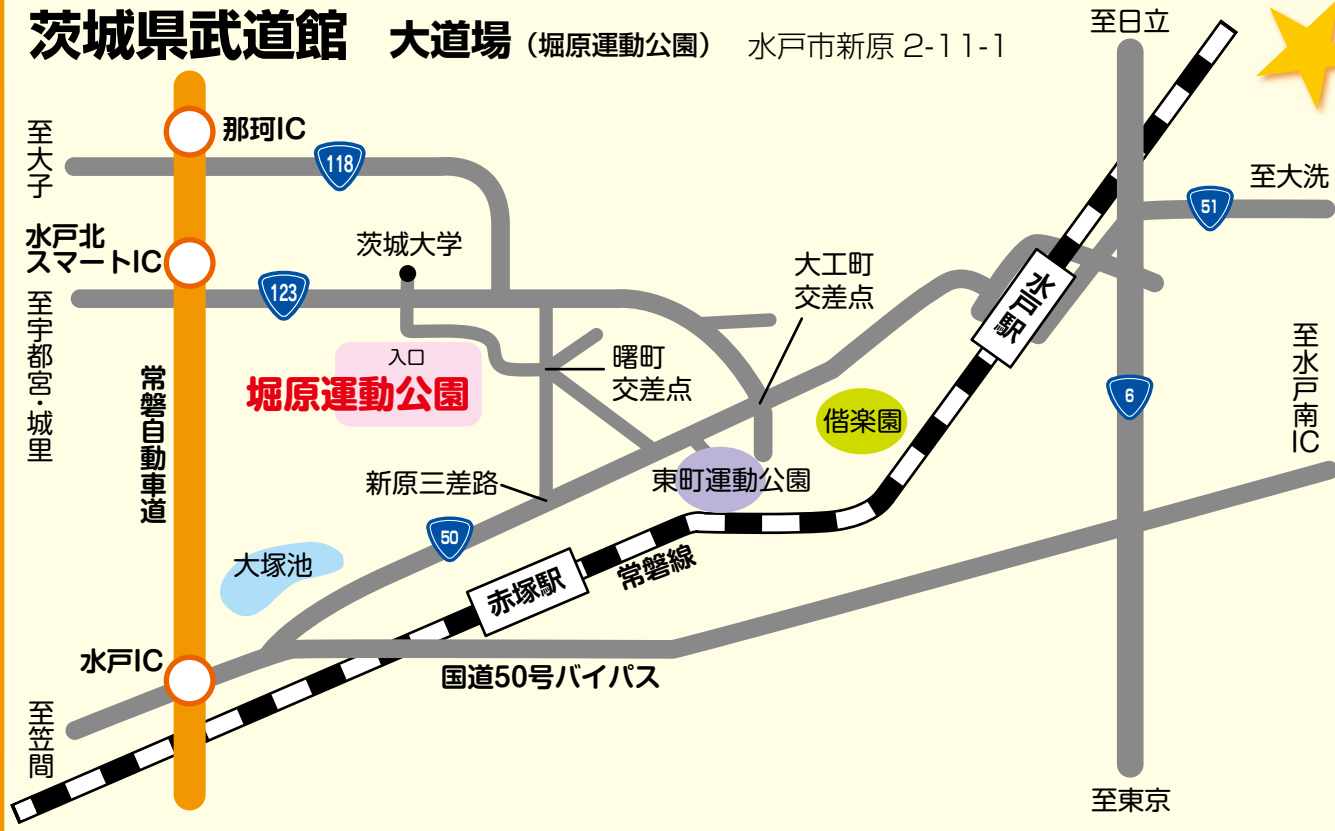 茨城県武道館 大道場（堀原運動公園） 水戸市新原 2-11-1
至日立
那珂IC
至大子
118
至大洗
51
水戸北
スマートIC
茨城大学
大工町
交差点
123
水戸駅
至宇都宮・城里
入口
堀原運動公園
曙町
交差点
至水戸南IC
常磐自動車道
6
偕楽園
新原三差路
東町運動公園
50
大塚池
赤塚駅
常磐線
水戸IC
国道50号バイパス
至笠間
至東京